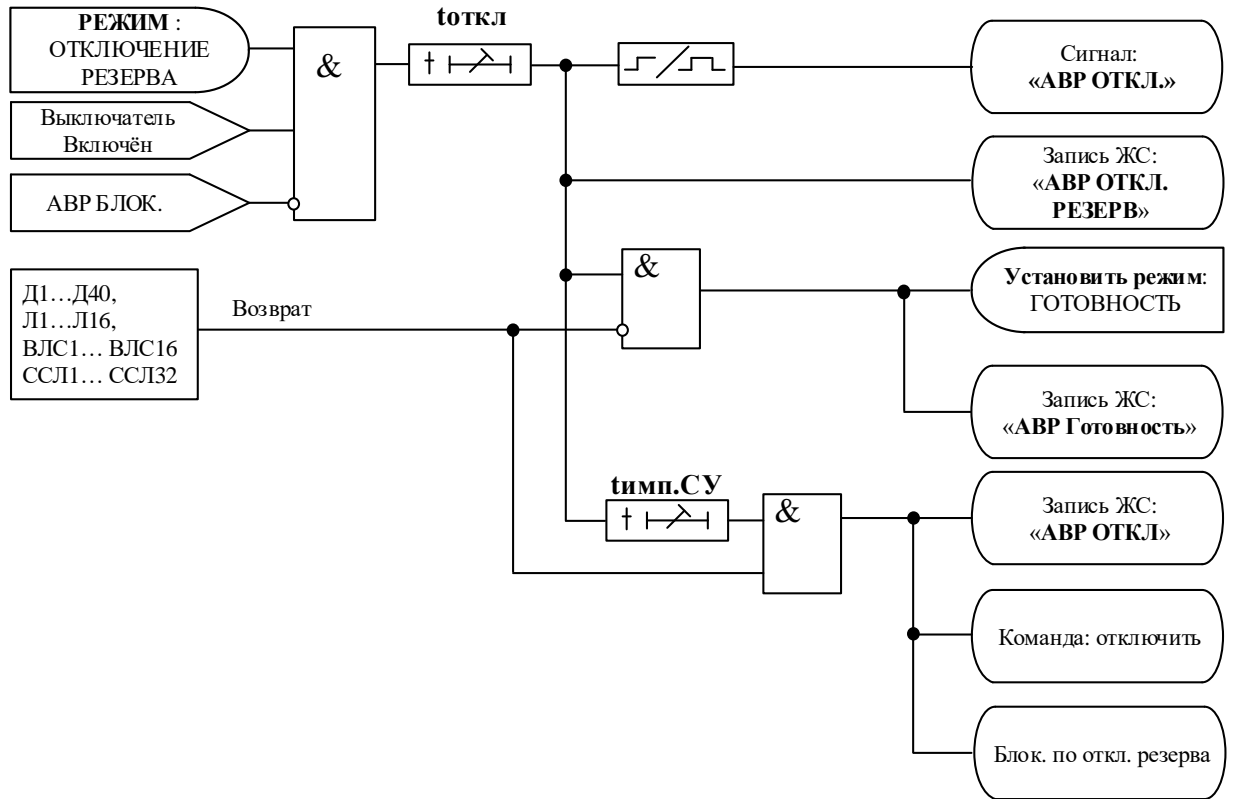 РЕЖИМ :
ОТКЛЮЧЕНИЕ
РЕЗЕРВА
Выключатель
Включён
АВР БЛОК.
&
tоткл
Сигнал:
«АВР ОТКЛ.»
Запись ЖС:
«АВР ОТКЛ.
РЕЗЕРВ»
Д1…Д40,
Л1…Л16,
ВЛС1… ВЛС16
ССЛ1… ССЛ32
Возврат
&
Установить режим:
ГОТОВНОСТЬ
Запись ЖС:
«АВР Готовность»
tимп.СУ
&
Запись ЖС:
«АВР ОТКЛ»
Команда: отключить
Блок. по откл. резерва